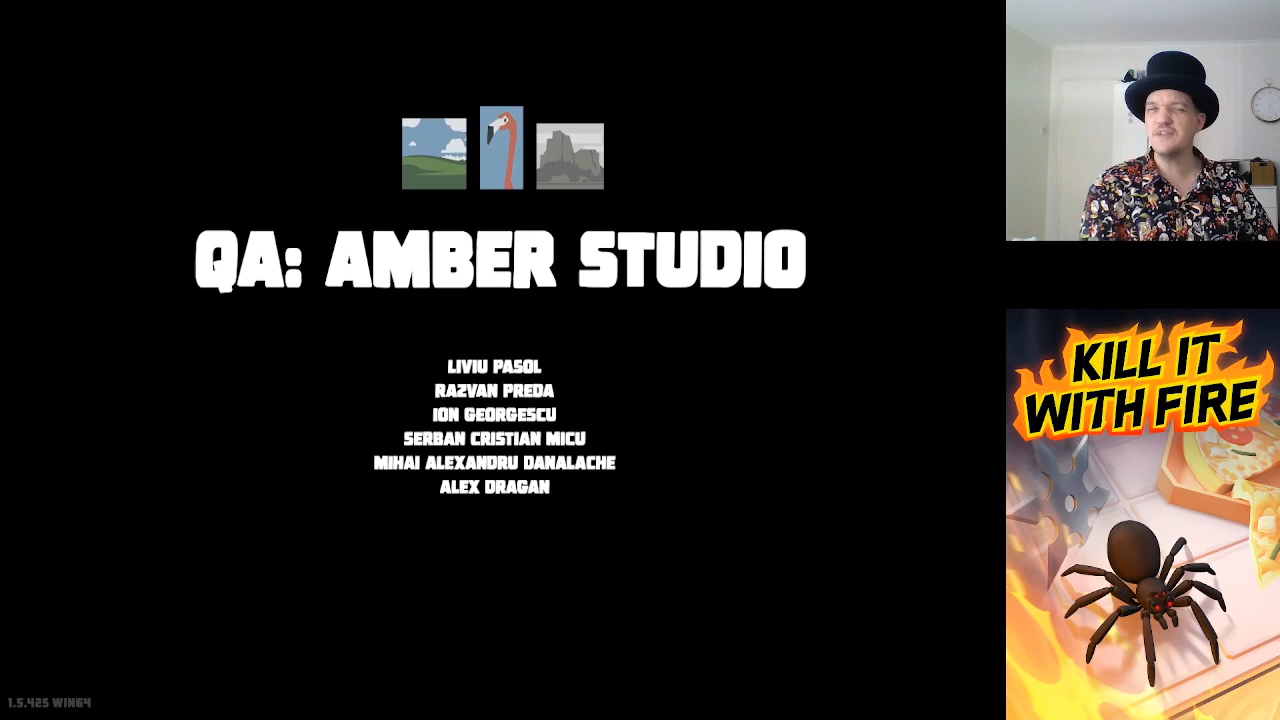 QA: AMBER STUDIO
LIVIU PASOL
RAZVAN PREDA
ION GEORGESCU
SERBAN CRISTIAN MICU
MIHAI ALEXANDRU DANALACHE
ALEX DRAGAN
1.5.425 WIN64
KILL IT
WITH FIRE